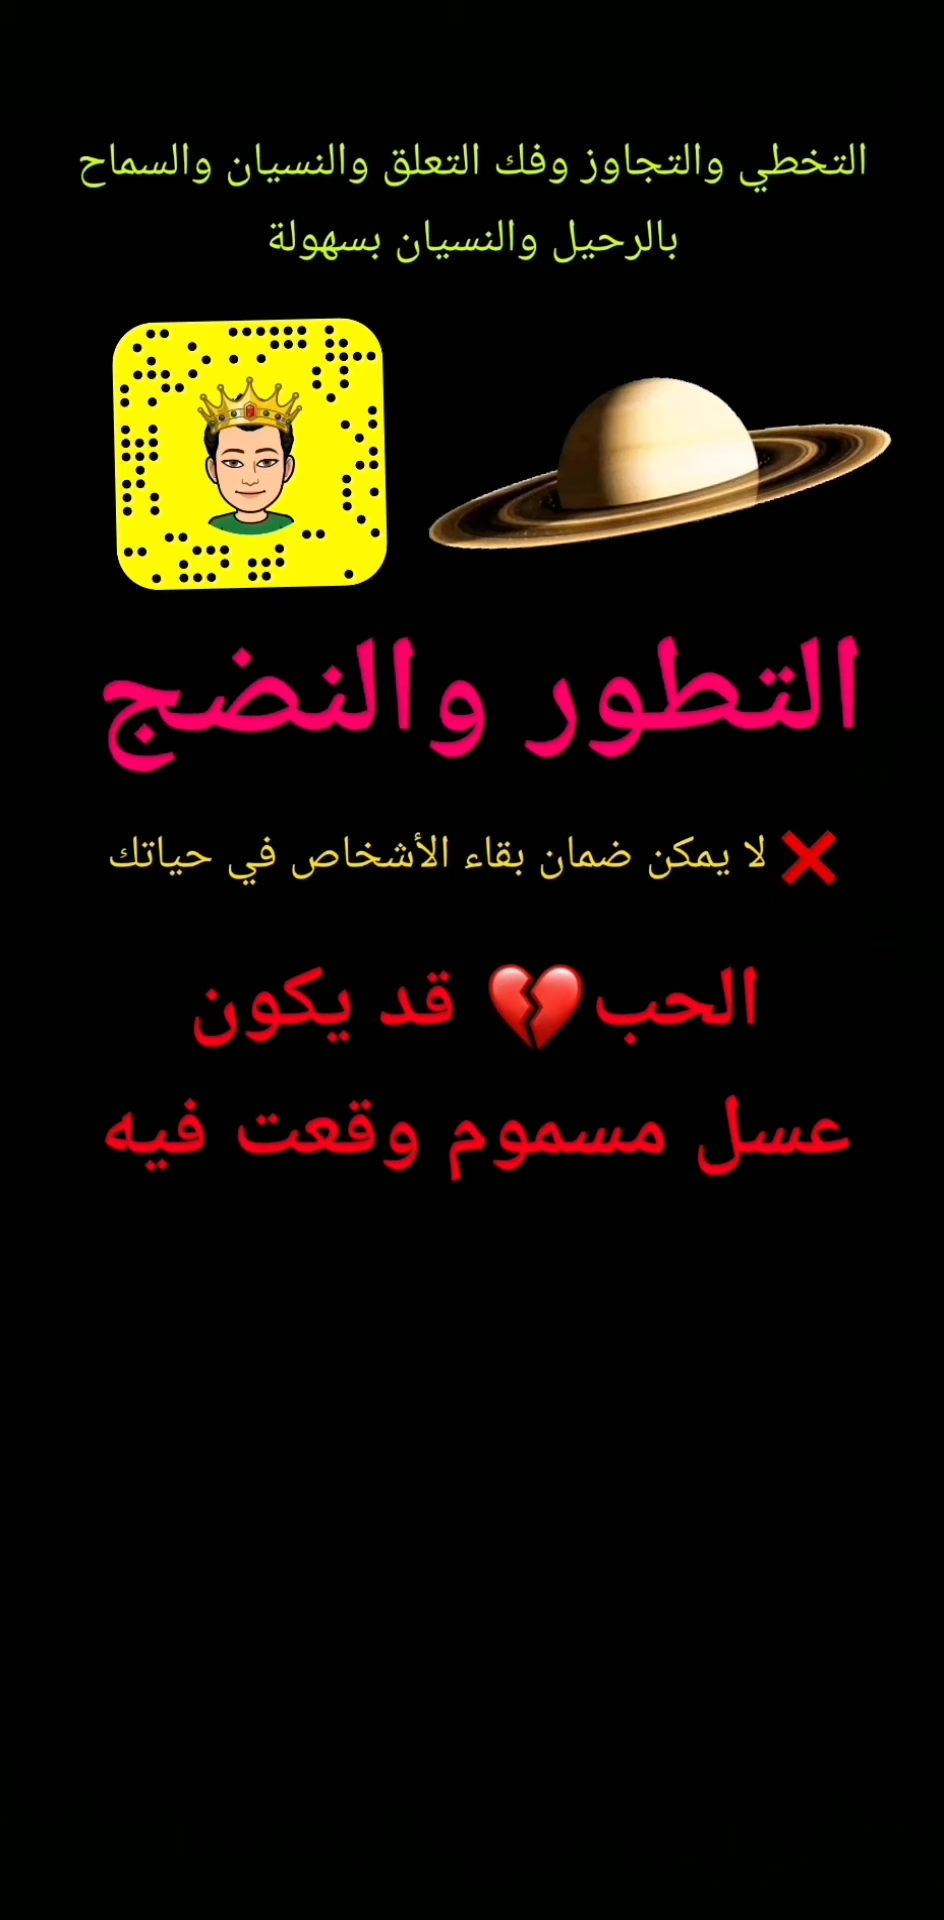 التخطي والتجاوز وفك التعلق والنسيان والسماح
بالرحيل والنسيان بسهولة
التطور والنضج
❌ لا يمكن ضمان بقاء الأشخاص في حياتك
الحب💔 قد يكون
عسل مسموم وقعت فيه